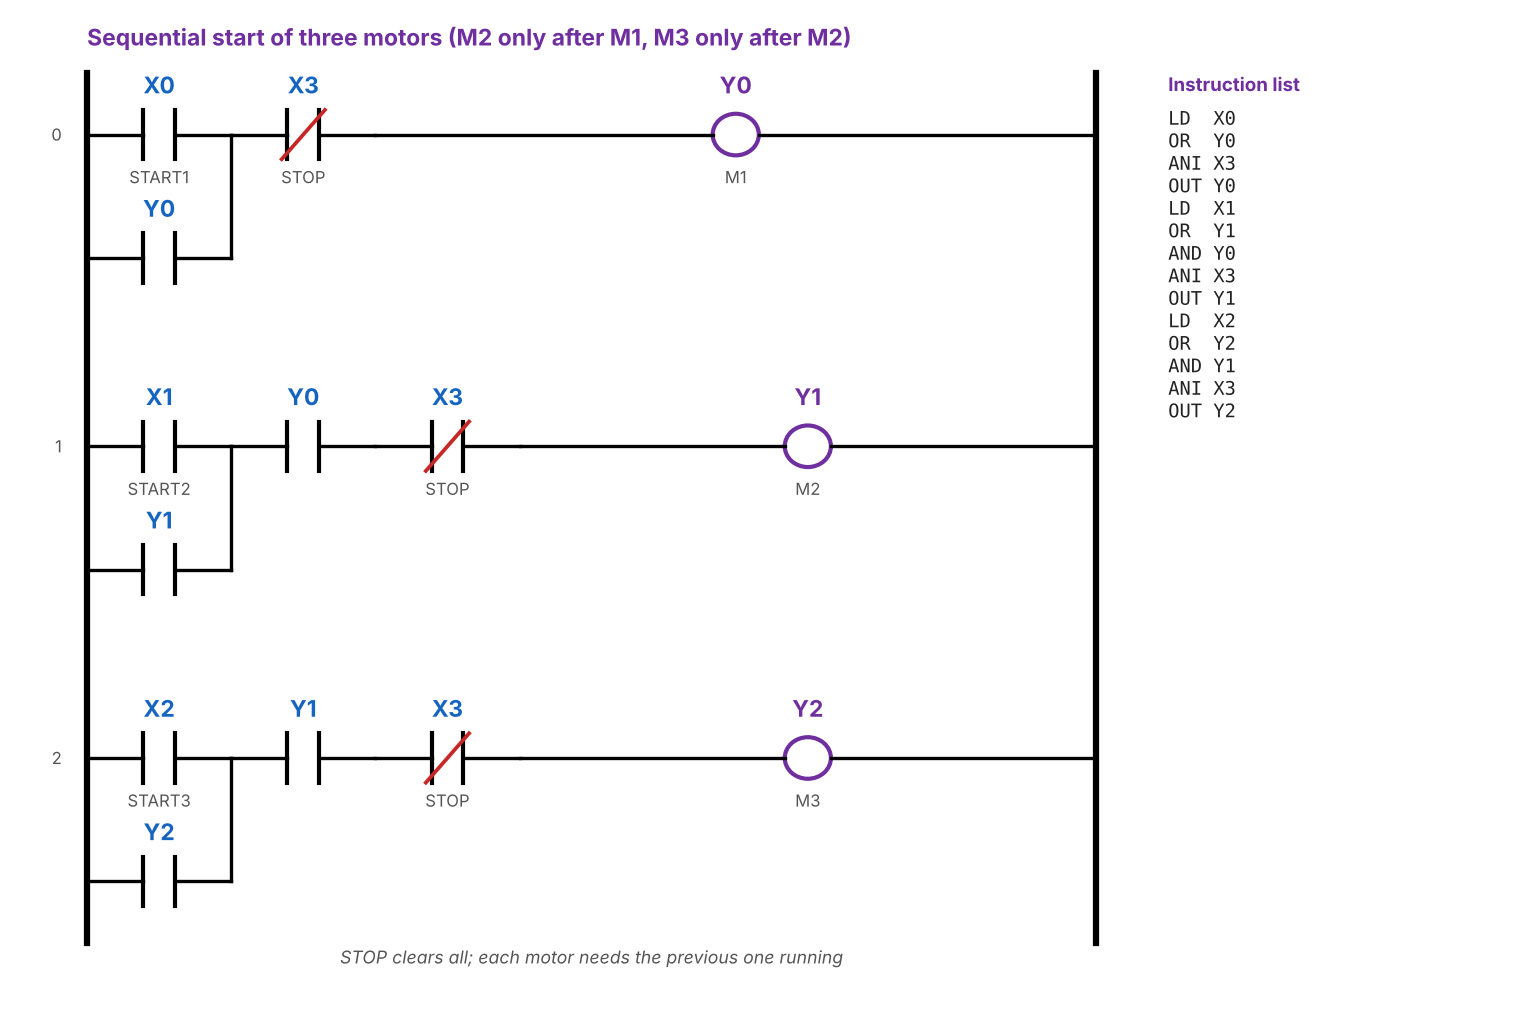 Sequential start of three motors (M2 only after M1, M3 only after M2)
X0 X3 Y0
0
START1 STOP M1
Y0
X1 Y0 X3 Y1
1
START2 STOP M2
Y1
X2 Y1 X3 Y2
2
START3 STOP M3
Y2
STOP clears all; each motor needs the previous one running
Instruction list
LD X0
OR Y0
ANI X3
OUT Y0
LD X1
OR Y1
AND Y0
ANI X3
OUT Y1
LD X2
OR Y2
AND Y1
ANI X3
OUT Y2